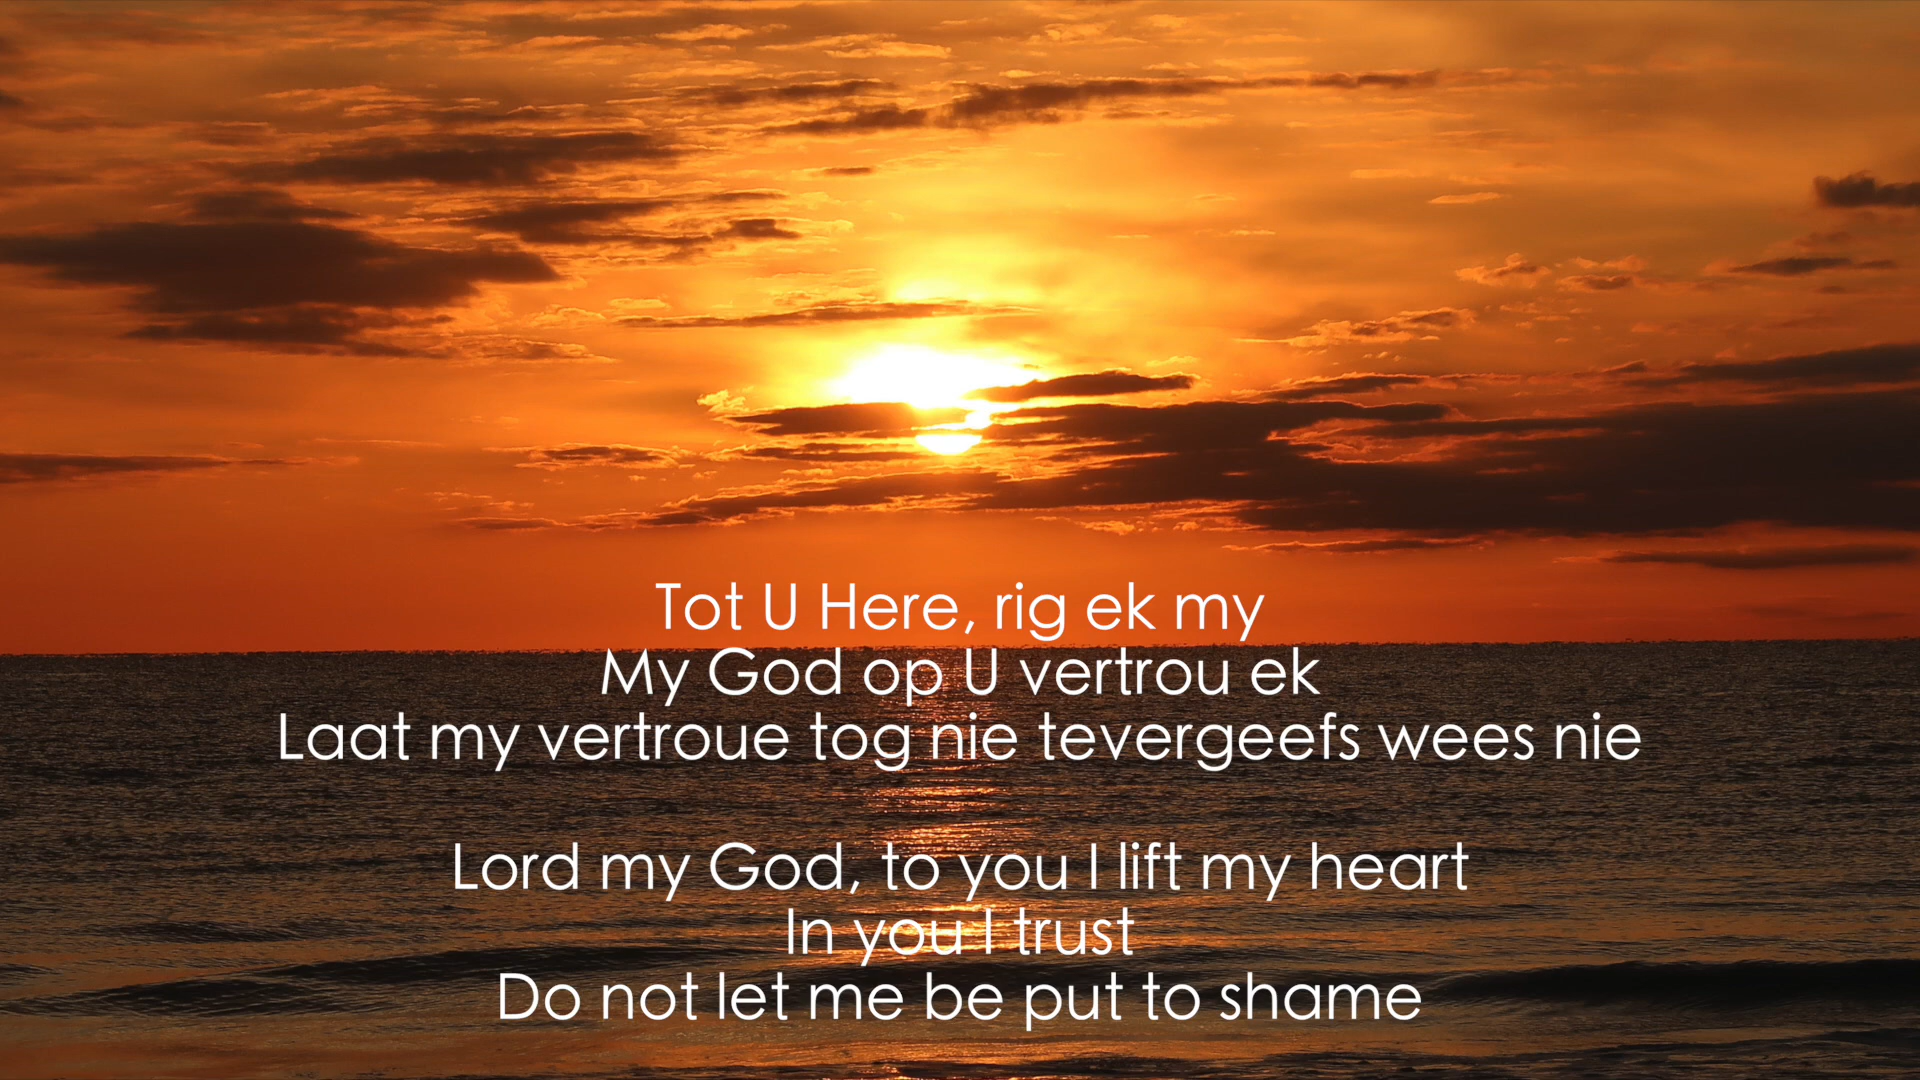 Tot U Here, rig ek my
My God op U vertrou ek
Laat my vertroue tog nie tevergeefs wees nie
Lord my God, to you I lift my heart
In you I trust
Do not let me be put to shame